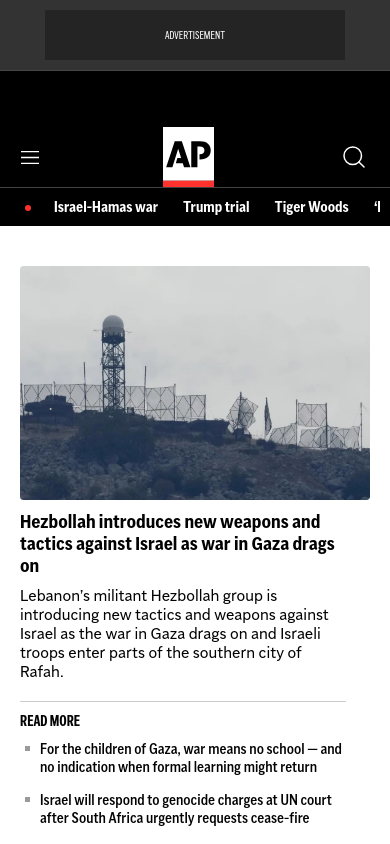 ADVERTISEMENT
AP
Israel-Hamas war Trump trial Tiger Woods
Hezbollah introduces new weapons and
tactics against Israel as war in Gaza drags
on
Lebanon's militant Hezbollah group is
introducing new tactics and weapons against
Israel as the war in Gaza drags on and Israeli
troops enter parts of the southern city of
Rafah.
READ MORE
For the children of Gaza, war means no school — and
no indication when formal learning might return
Israel will respond to genocide charges at UN court
after South Africa urgently requests cease-fire